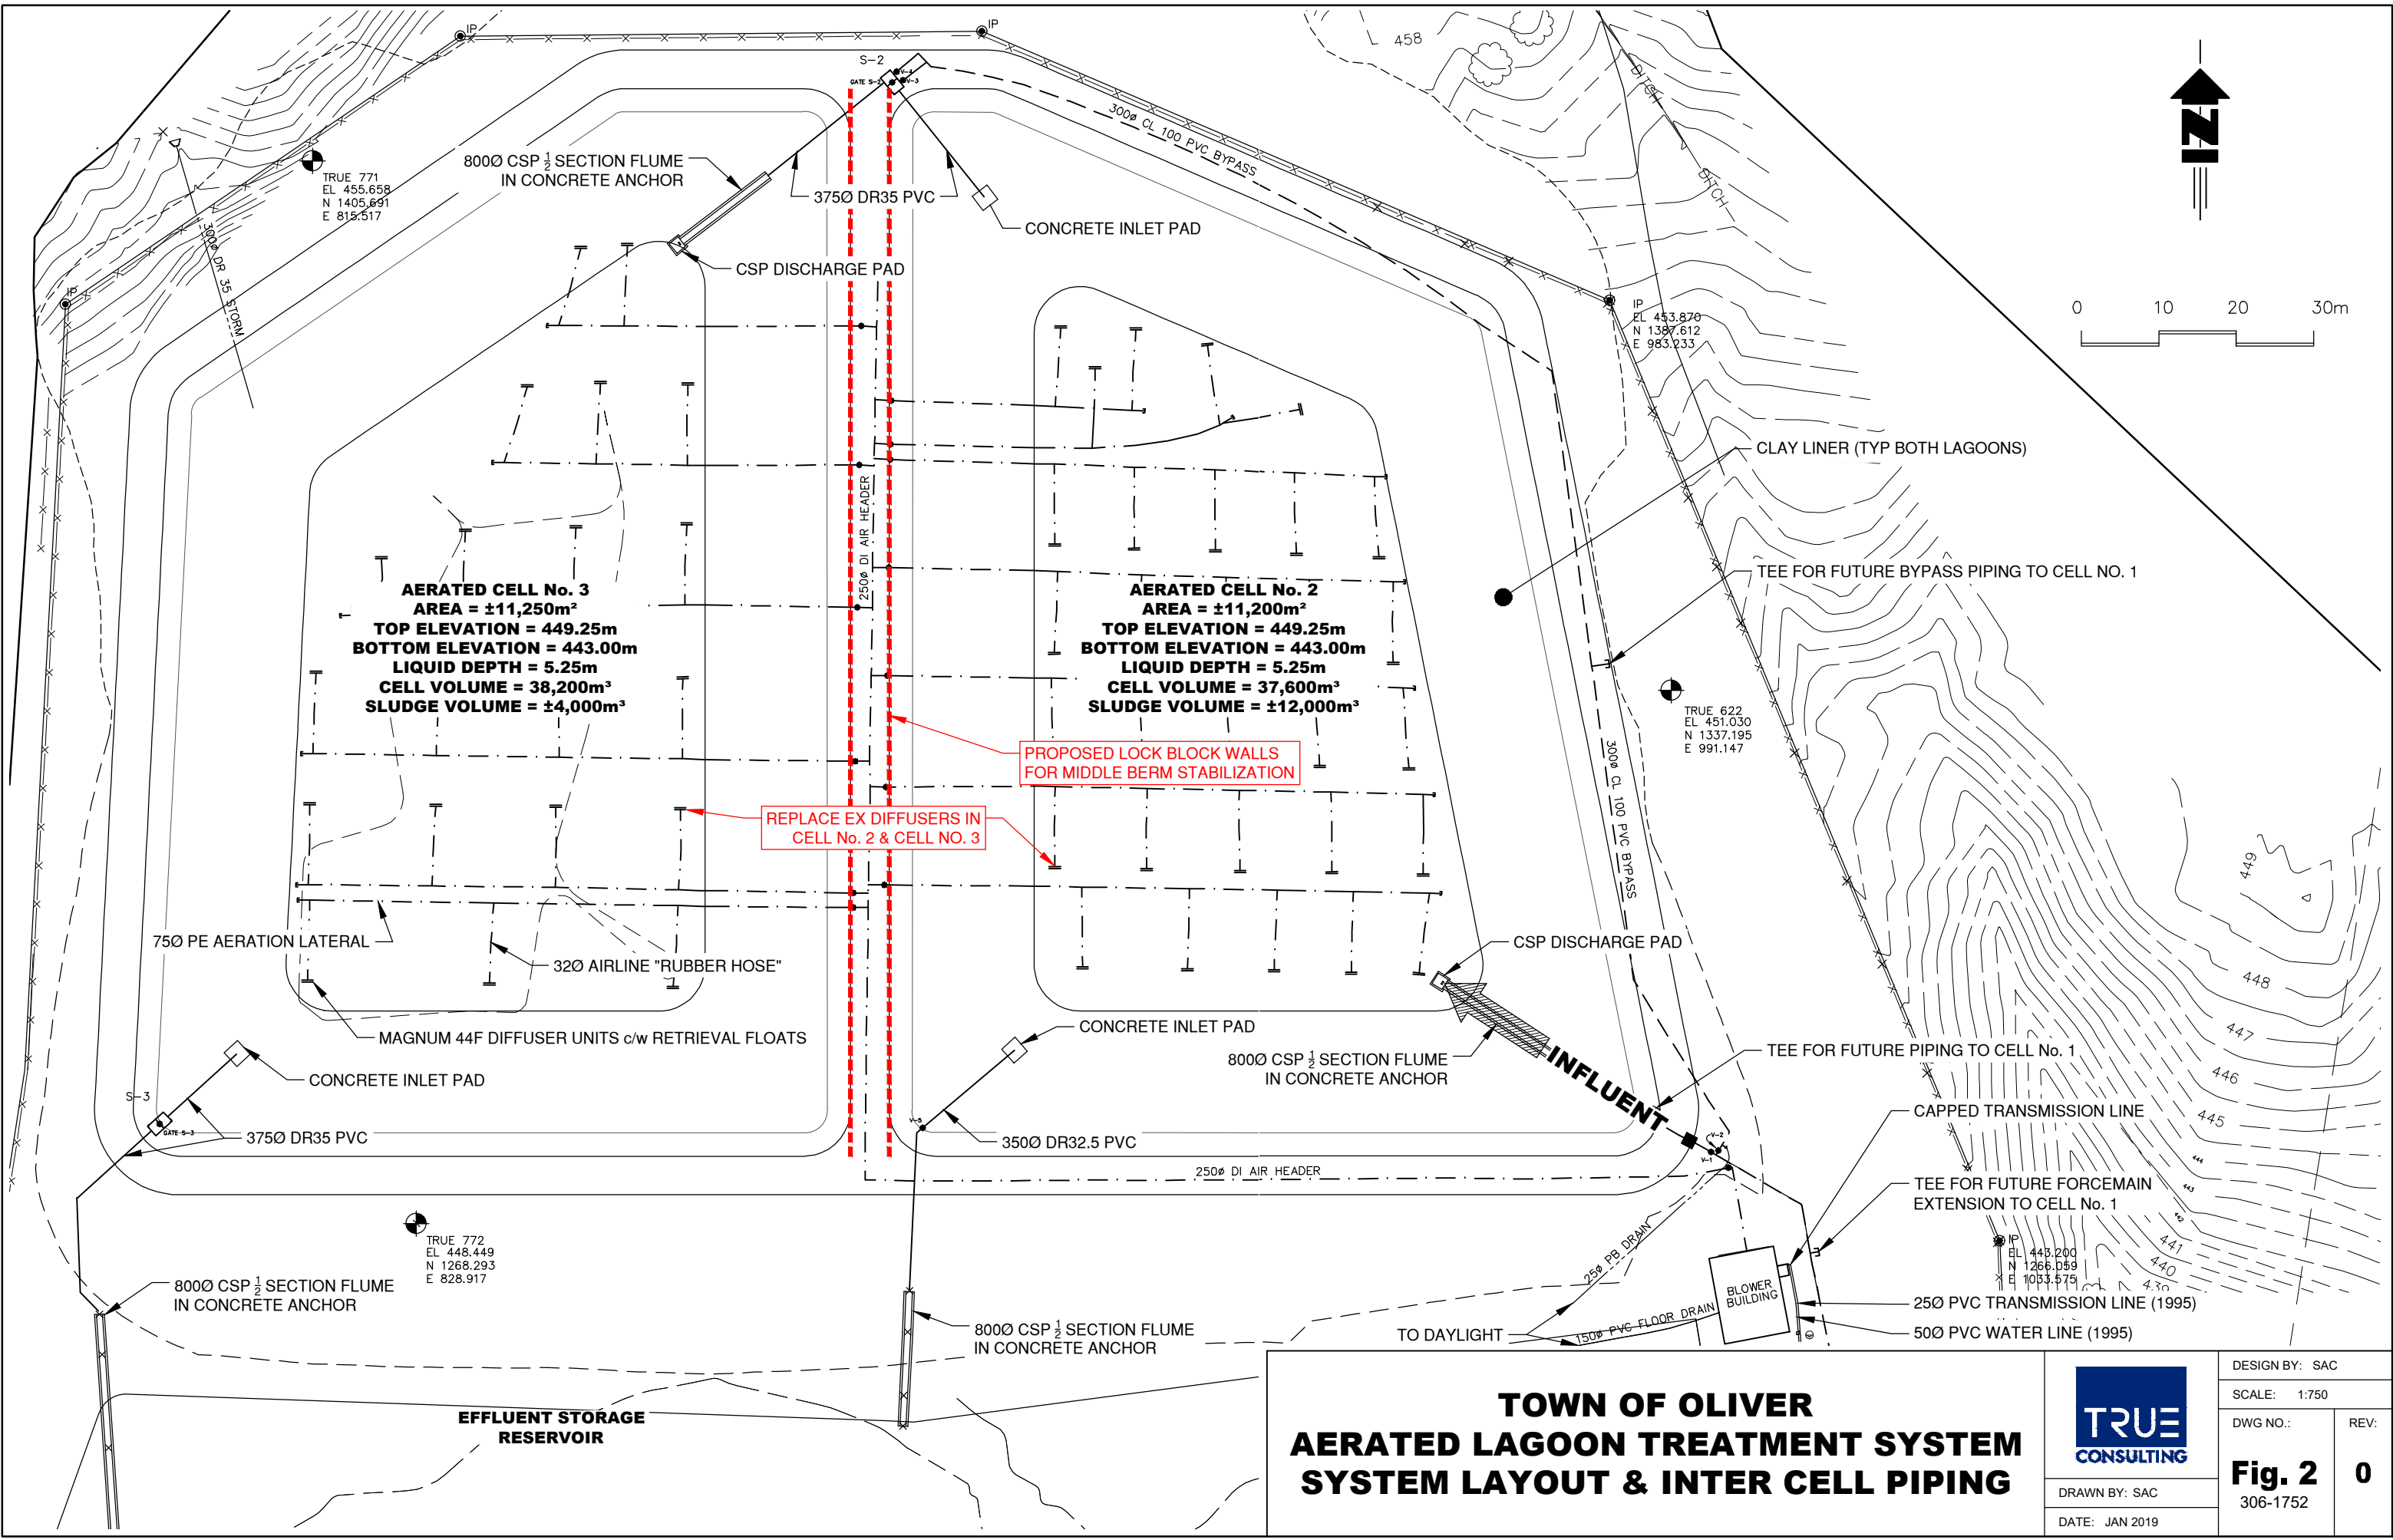 IP
IP
458
S-2
V-4
GATE S-2
V-3
DITCH
DITCH
N
300ø CL 100 PVC BYPASS
800Ø CSP ½ SECTION FLUME
IN CONCRETE ANCHOR
375Ø DR35 PVC
CONCRETE INLET PAD
CSP DISCHARGE PAD
TRUE 771
EL 455.658
N 1405.691
E 815.517
300ø DR 35 STORM
IP
IP
EL 453.870
N 1387.612
E 983.233
0 10 20 30m
CLAY LINER (TYP BOTH LAGOONS)
250ø DI AIR HEADER
TEE FOR FUTURE BYPASS PIPING TO CELL NO. 1
AERATED CELL No. 3
AREA = ±11,250m²
TOP ELEVATION = 449.25m
BOTTOM ELEVATION = 443.00m
LIQUID DEPTH = 5.25m
CELL VOLUME = 38,200m³
SLUDGE VOLUME = ±4,000m³
AERATED CELL No. 2
AREA = ±11,200m²
TOP ELEVATION = 449.25m
BOTTOM ELEVATION = 443.00m
LIQUID DEPTH = 5.25m
CELL VOLUME = 37,600m³
SLUDGE VOLUME = ±12,000m³
TRUE 622
EL 451.030
N 1337.195
E 991.147
PROPOSED LOCK BLOCK WALLS
FOR MIDDLE BERM STABILIZATION
REPLACE EX DIFFUSERS IN
CELL No. 2 & CELL NO. 3
300ø CL 100 PVC BYPASS
449
448
447
446
445
444
443
442
441
440
439
75Ø PE AERATION LATERAL
32Ø AIRLINE "RUBBER HOSE"
MAGNUM 44F DIFFUSER UNITS c/w RETRIEVAL FLOATS
CONCRETE INLET PAD
S-3
GATE S-3
375Ø DR35 PVC
CSP DISCHARGE PAD
CONCRETE INLET PAD
800Ø CSP ½ SECTION FLUME
IN CONCRETE ANCHOR
INFLUENT
TEE FOR FUTURE PIPING TO CELL No. 1
V-5
350Ø DR32.5 PVC
V-2
V-1
250ø DI AIR HEADER
CAPPED TRANSMISSION LINE
TEE FOR FUTURE FORCEMAIN
EXTENSION TO CELL No. 1
TRUE 772
EL 448.449
N 1268.293
E 828.917
IP
EL 443.200
N 1266.059
E 1033.575
800Ø CSP ½ SECTION FLUME
IN CONCRETE ANCHOR
800Ø CSP ½ SECTION FLUME
IN CONCRETE ANCHOR
25ø PB DRAIN
BLOWER
BUILDING
TO DAYLIGHT
150ø PVC FLOOR DRAIN
25Ø PVC TRANSMISSION LINE (1995)
50Ø PVC WATER LINE (1995)
EFFLUENT STORAGE
RESERVOIR
TOWN OF OLIVER
AERATED LAGOON TREATMENT SYSTEM
SYSTEM LAYOUT & INTER CELL PIPING
TRUE
CONSULTING
DRAWN BY: SAC
DATE: JAN 2019
DESIGN BY: SAC
SCALE: 1:750
DWG NO.:
Fig. 2
306-1752
REV:
0